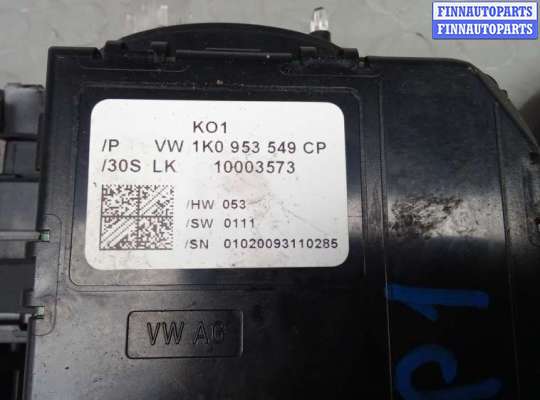 FINNAUTOPARTS
FINNAUTOPARTS
KO1
/P VW 1K0 953 549 CP
/30S LK 10003573
/HW 053
/SW 0111
/SN 01020093110285
VW AG